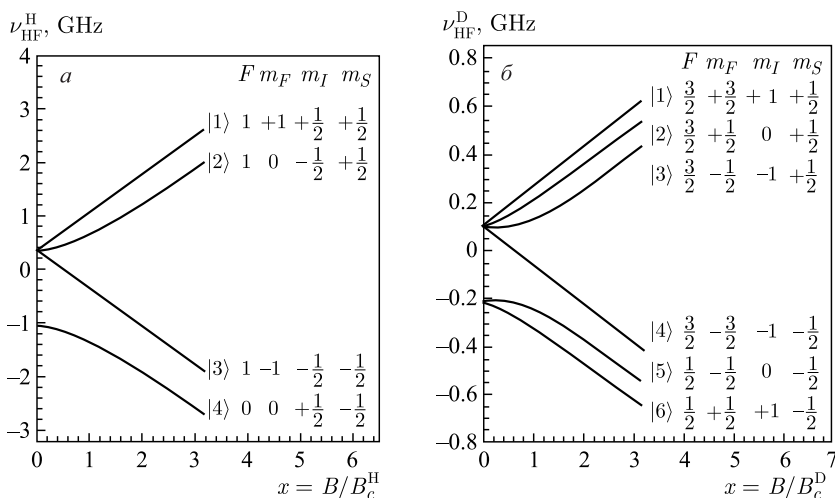 ν_HF^H, GHz
4
3
2
1
0
−1
−2
−3
0 1 2 3 4 5 6
x = B/B_c^H
а
F m_F m_I m_S
|1⟩ 1 +1 +1/2 +1/2
|2⟩ 1 0 −1/2 +1/2
|3⟩ 1 −1 −1/2 −1/2
|4⟩ 0 0 +1/2 −1/2
ν_HF^D, GHz
0.8
0.6
0.4
0.2
0
−0.2
−0.4
−0.6
−0.8
0 1 2 3 4 5 6 7
x = B/B_c^D
б
F m_F m_I m_S
|1⟩ 3/2 +3/2 + 1 +1/2
|2⟩ 3/2 +1/2 0 +1/2
|3⟩ 3/2 −1/2 −1 +1/2
|4⟩ 3/2 −3/2 −1 −1/2
|5⟩ 1/2 −1/2 0 −1/2
|6⟩ 1/2 +1/2 +1 −1/2